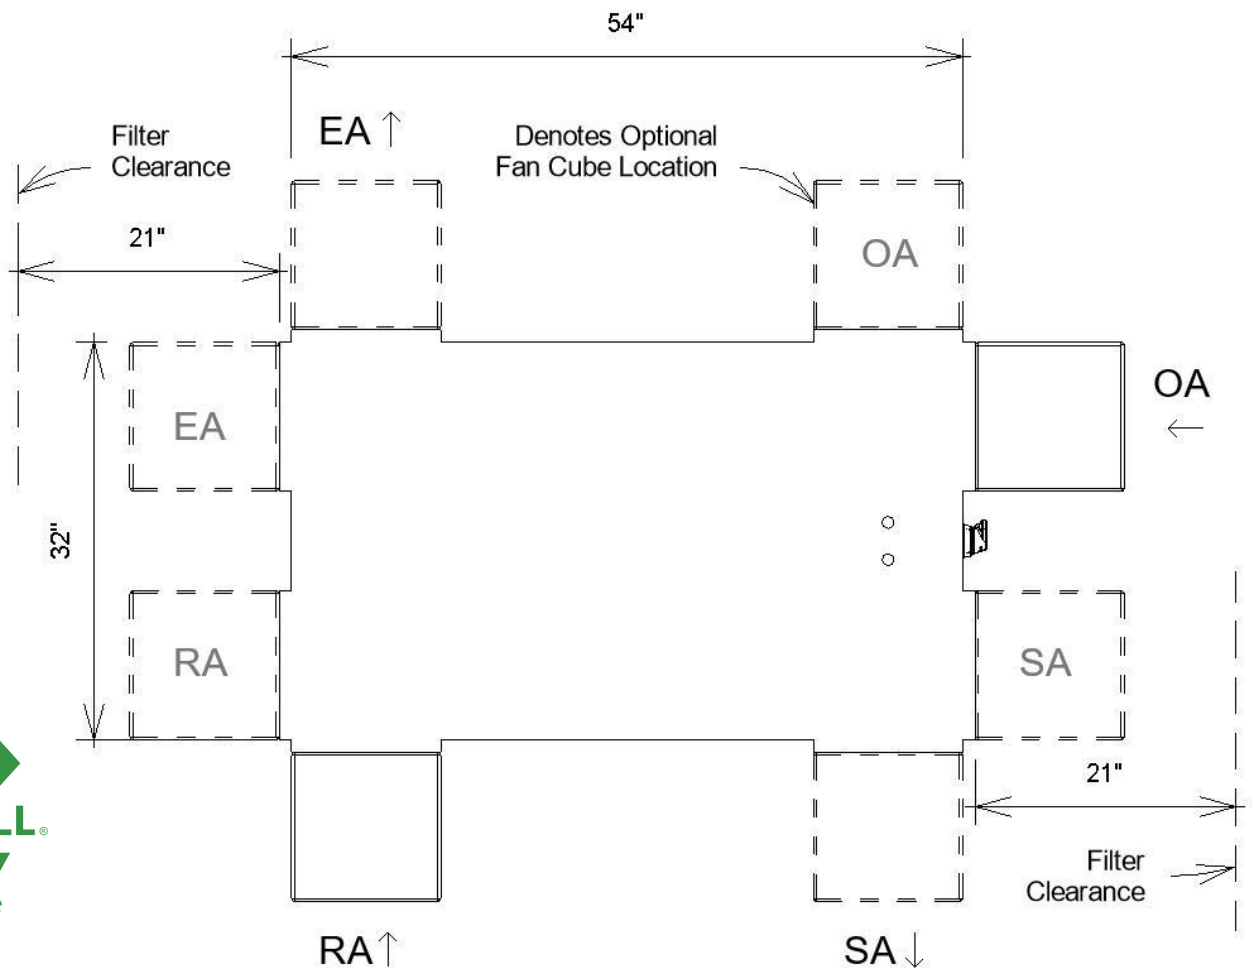 54"
EA
Filter
Clearance
Denotes Optional
Fan Cube Location
21"
OA
OA
EA
32"
RA
SA
21"
LL®
Filter
Clearance
RA
SA